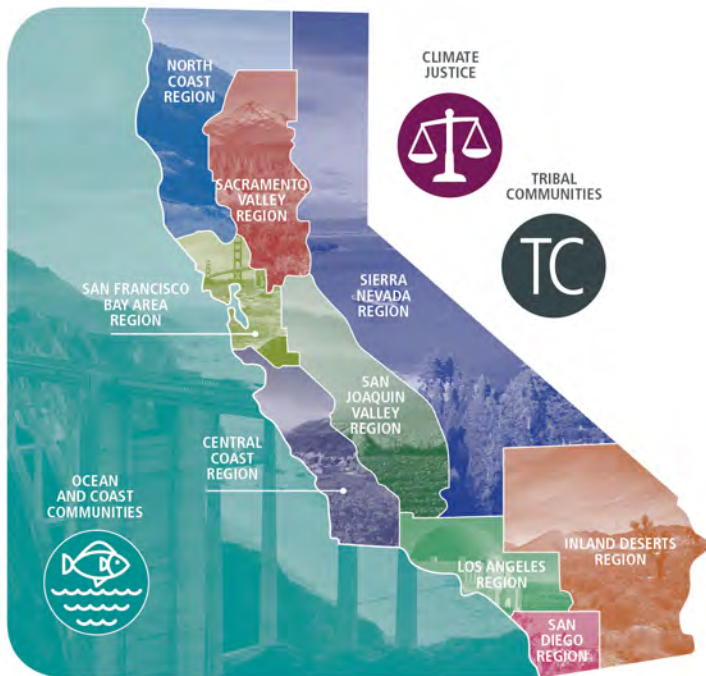 NORTH
COAST
REGION
CLIMATE
JUSTICE
SACRAMENTO
VALLEY
REGION
TRIBAL
COMMUNITIES
TC
SAN FRANCISCO
BAY AREA
REGION
SIERRA
NEVADA
REGION
SAN
JOAQUIN
VALLEY
REGION
CENTRAL
COAST
REGION
OCEAN
AND COAST
COMMUNITIES
INLAND DESERTS
REGION
LOS ANGELES
REGION
SAN
DIEGO
REGION